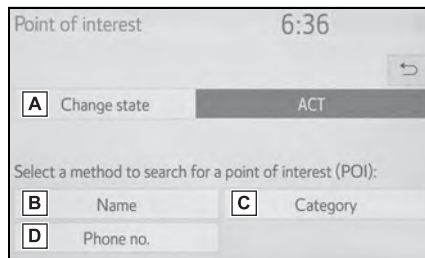 Point of interest 6:36
A Change state ACT
Select a method to search for a point of interest (POI):
B Name C Category
D Phone no.